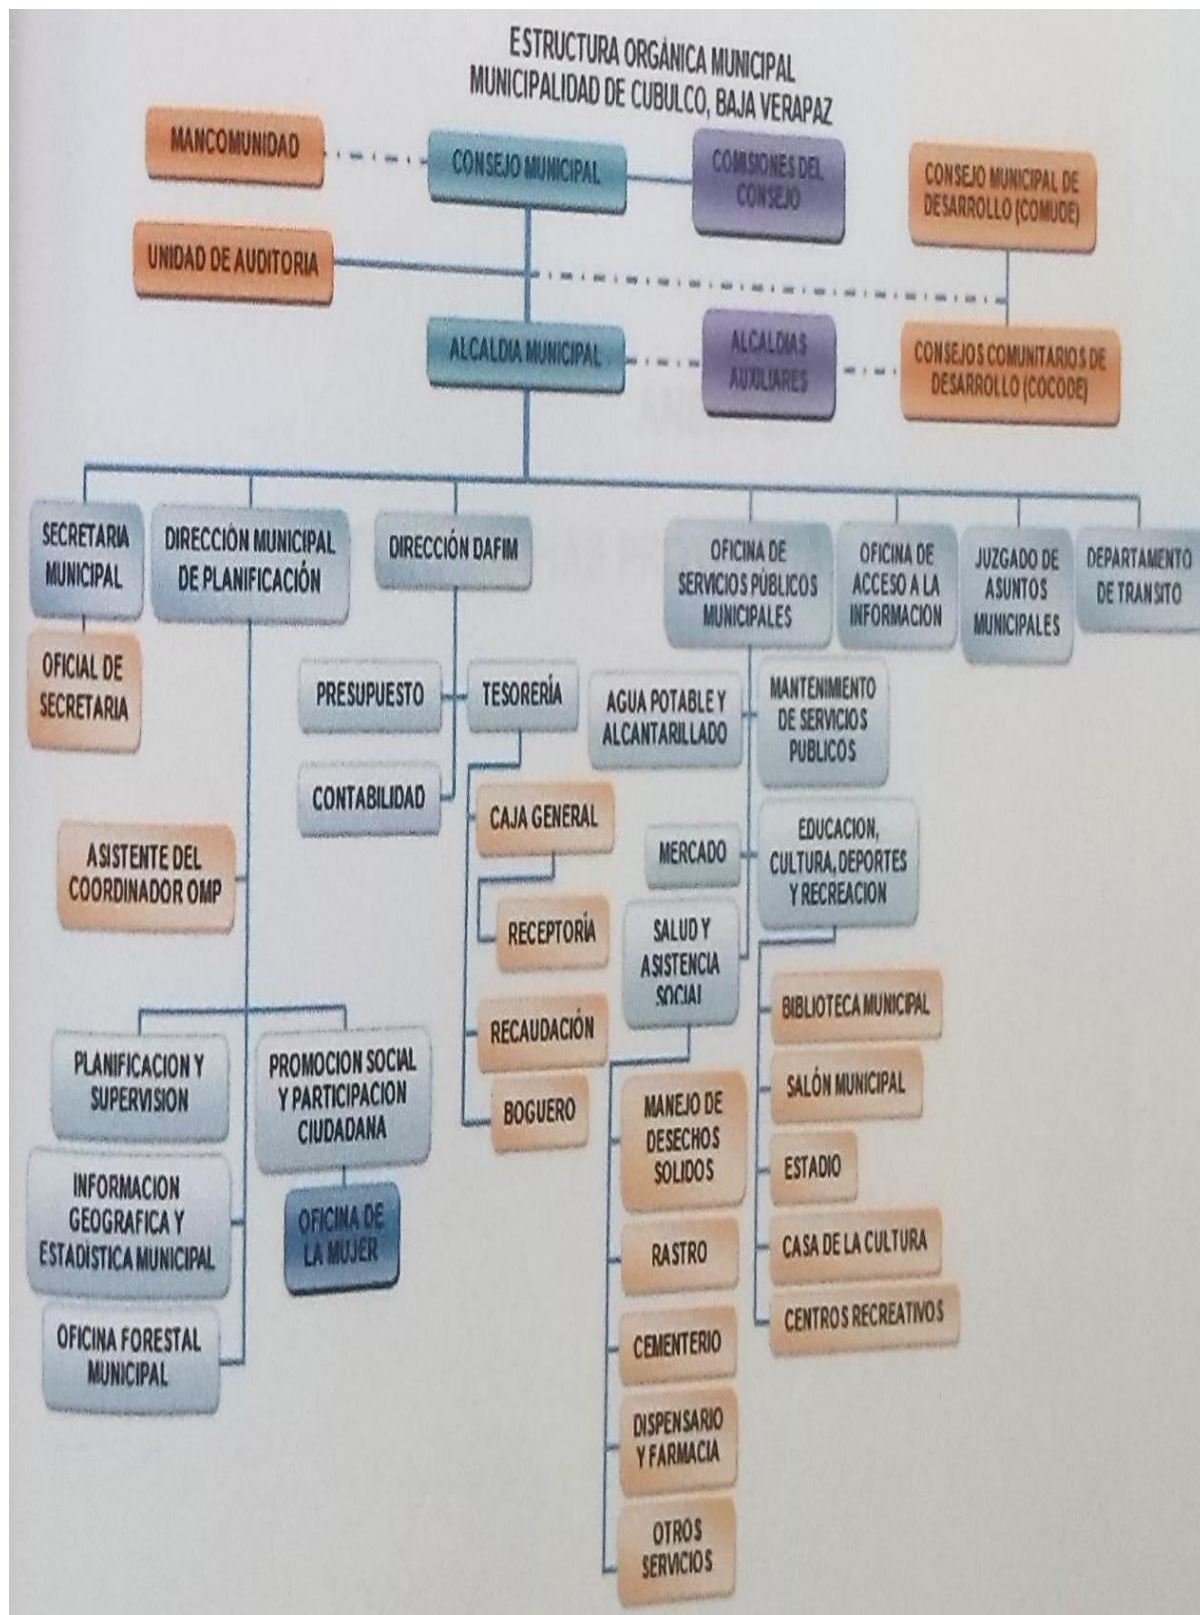 ESTRUCTURA ORGÁNICA MUNICIPAL
MUNICIPALIDAD DE CUBULCO, BAJA VERAPAZ
MANCOMUNIDAD
CONSEJO MUNICIPAL
COMISIONES DEL
CONSEJO
CONSEJO MUNICIPAL DE
DESARROLLO (COMUDE)
UNIDAD DE AUDITORIA
ALCALDIA MUNICIPAL
ALCALDIAS
AUXILIARES
CONSEJOS COMUNITARIOS DE
DESARROLLO (COCODE)
SECRETARIA
MUNICIPAL
DIRECCIÓN MUNICIPAL
DE PLANIFICACIÓN
DIRECCIÓN DAFIM
OFICINA DE
SERVICIOS PÚBLICOS
MUNICIPALES
OFICINA DE
ACCESO A LA
INFORMACION
JUZGADO DE
ASUNTOS
MUNICIPALES
DEPARTAMENTO
DE TRANSITO
OFICIAL DE
SECRETARIA
PRESUPUESTO
TESORERÍA
AGUA POTABLE Y
ALCANTARILLADO
MANTENIMIENTO
DE SERVICIOS
PUBLICOS
CONTABILIDAD
CAJA GENERAL
ASISTENTE DEL
COORDINADOR OMP
MERCADO
EDUCACION,
CULTURA, DEPORTES
Y RECREACION
RECEPTORÍA
SALUD Y
ASISTENCIA
SOCIAL
BIBLIOTECA MUNICIPAL
RECAUDACIÓN
PLANIFICACION Y
SUPERVISION
PROMOCION SOCIAL
Y PARTICIPACION
CIUDADANA
SALÓN MUNICIPAL
BOGUERO
MANEJO DE
DESECHOS
SOLIDOS
ESTADIO
INFORMACION
GEOGRAFICA Y
ESTADÍSTICA MUNICIPAL
OFICINA DE
LA MUJER
RASTRO
CASA DE LA CULTURA
CENTROS RECREATIVOS
OFICINA FORESTAL
MUNICIPAL
CEMENTERIO
DISPENSARIO
Y FARMACIA
OTROS
SERVICIOS